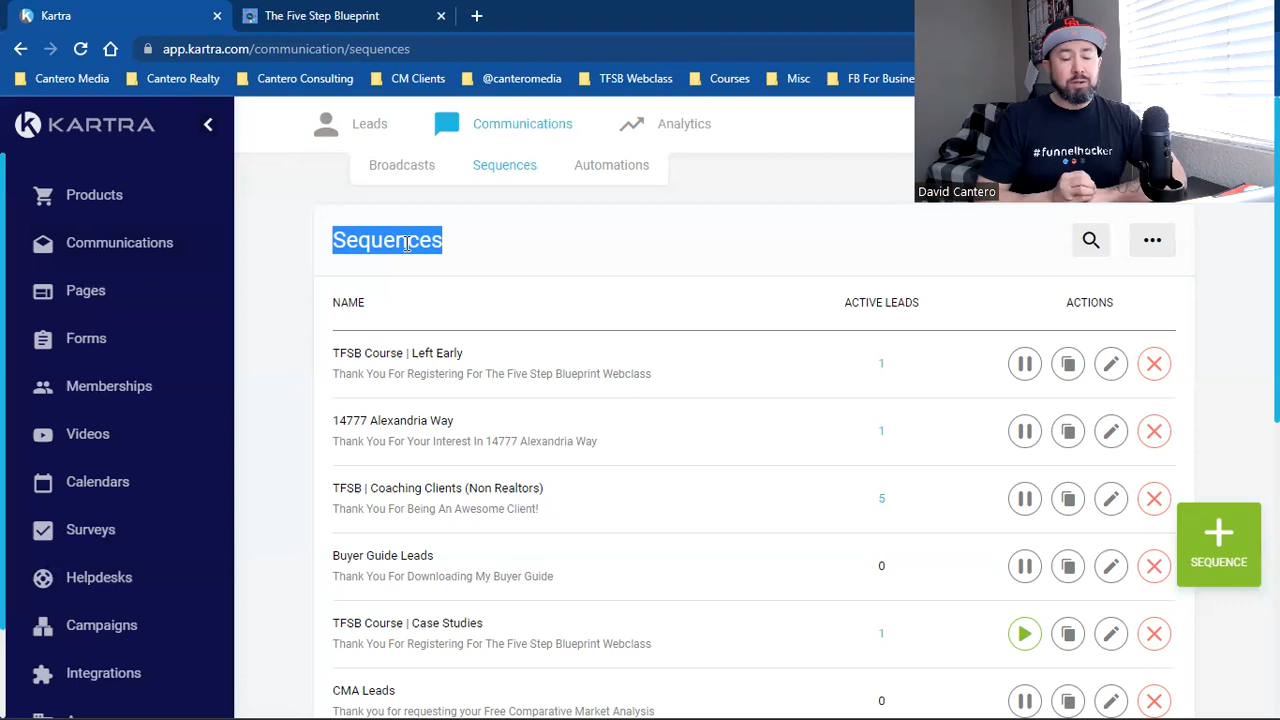 Kartra
The Five Step Blueprint
app.kartra.com/communication/sequences
Cantero Media
Cantero Realty
Cantero Consulting
CM Clients
@canteromedia
TFSB Webclass
Courses
Misc
FB For Busine
#funnelhacker
David Cantero
KARTRA
Leads
Communications
Analytics
Broadcasts
Sequences
Automations
Products
Communications
Pages
Forms
Memberships
Videos
Calendars
Surveys
Helpdesks
Campaigns
Integrations
Sequences
NAME
ACTIVE LEADS
ACTIONS
TFSB Course | Left Early
Thank You For Registering For The Five Step Blueprint Webclass
1
14777 Alexandria Way
Thank You For Your Interest In 14777 Alexandria Way
1
TFSB | Coaching Clients (Non Realtors)
Thank You For Being An Awesome Client!
5
Buyer Guide Leads
Thank You For Downloading My Buyer Guide
0
TFSB Course | Case Studies
Thank You For Registering For The Five Step Blueprint Webclass
1
CMA Leads
Thank You for requesting your Free Comparative Market Analysis
0
SEQUENCE